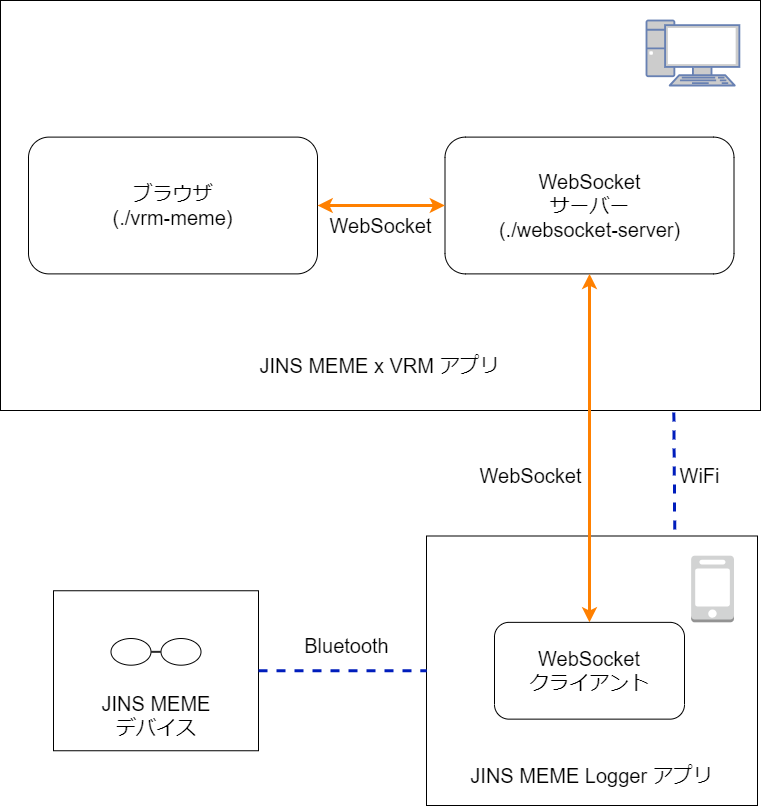 ブラウザ
(./vrm-meme)
WebSocket
WebSocket
サーバー
(./websocket-server)
JINS MEME x VRM アプリ
WebSocket
WiFi
Bluetooth
JINS MEME
デバイス
WebSocket
クライアント
JINS MEME Logger アプリ